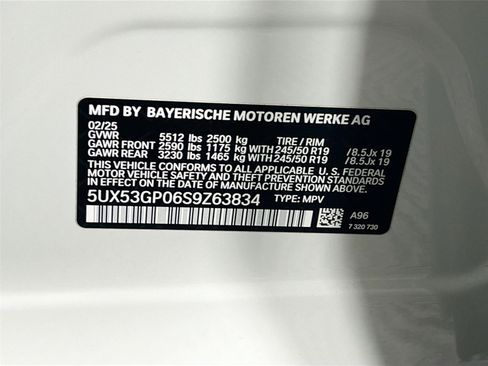 MFD BY BAYERISCHE MOTOREN WERKE AG
02/25
GVWR 5512 lbs 2500 kg TIRE / RIM
GAWR FRONT 2590 lbs 1175 kg WITH 245/50 R19 /8.5Jx 19
GAWR REAR 3230 lbs 1465 kg WITH 245/50 R19 /8.5Jx 19
THIS VEHICLE CONFORMS TO ALL APPLICABLE U.S. FEDERAL
MOTOR VEHICLE SAFETY AND THEFT PREVENTION STANDARDS
IN EFFECT ON THE DATE OF MANUFACTURE SHOWN ABOVE.
5UX53GP06S9Z63834 TYPE: MPV
A96
7 320 730